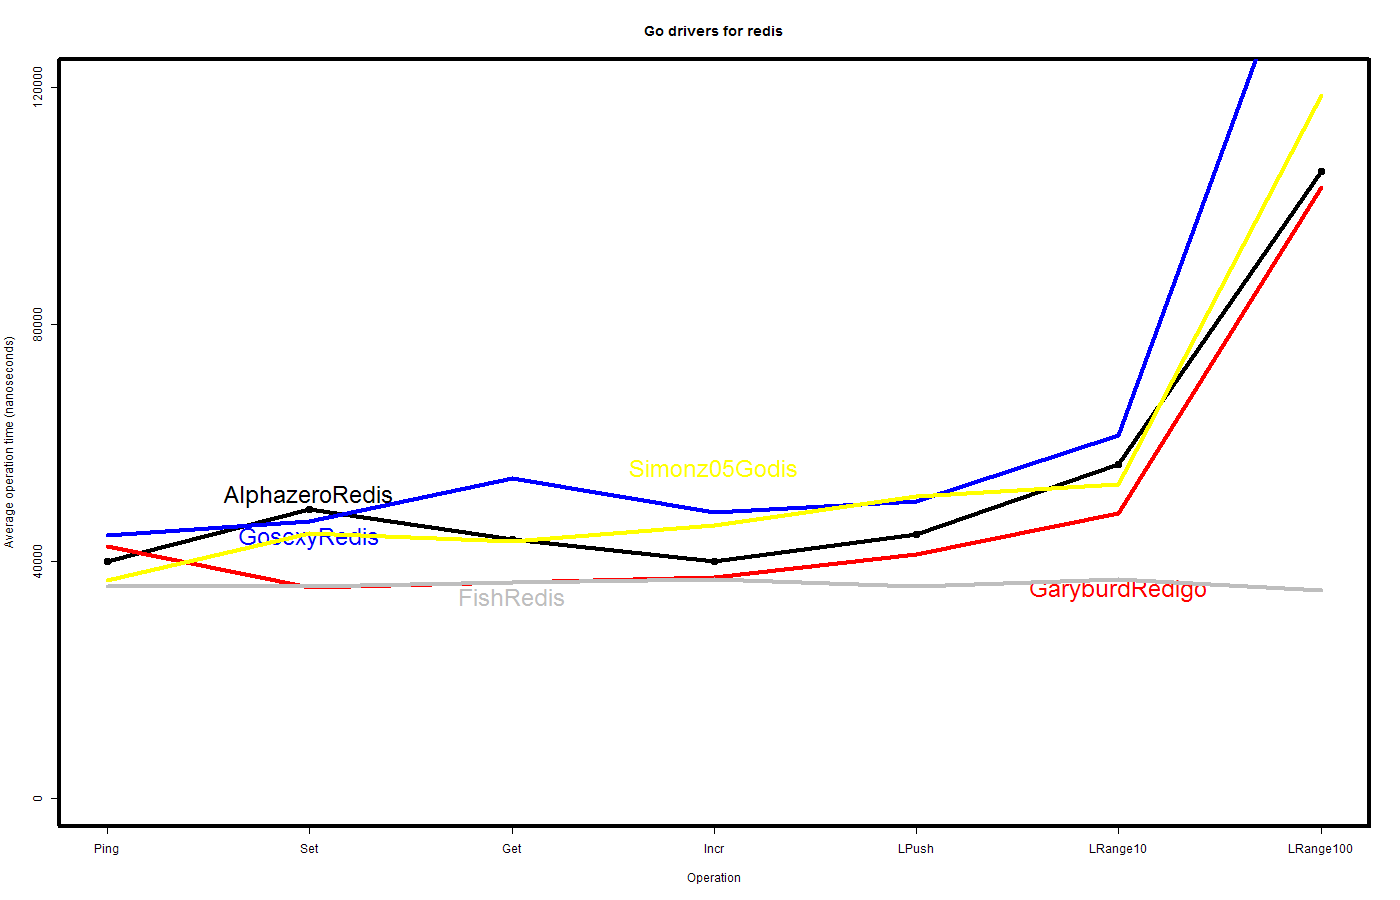 Go drivers for redis
Average operation time (nanoseconds)
120000
80000
40000
0
Simonz05Godis
AlphazeroRedis
GosexyRedis
FishRedis
GaryburdRedigo
Ping
Set
Get
Incr
LPush
LRange10
LRange100
Operation